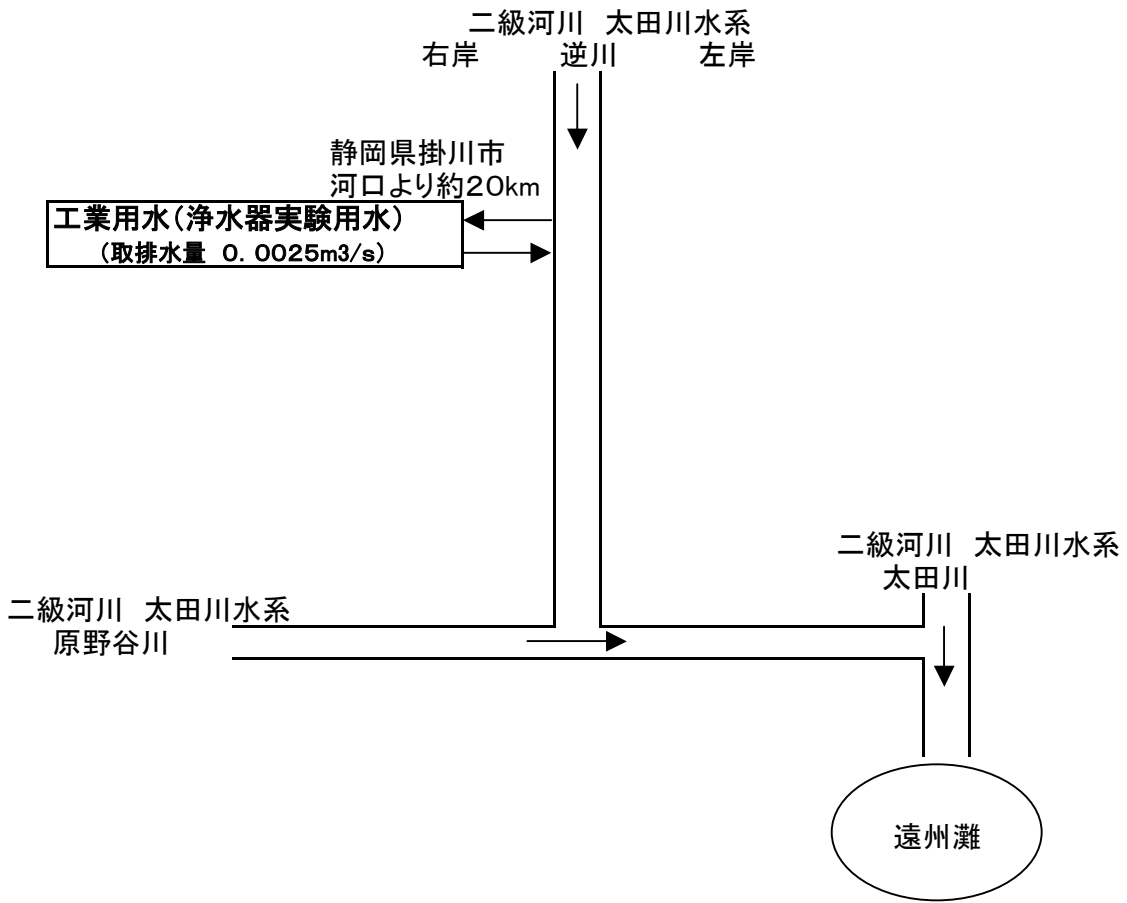 二級河川　太田川水系
右岸　逆川　左岸
静岡県掛川市
河口より約20km
工業用水(浄水器実験用水)
(取排水量　0．0025m3/s)
二級河川　太田川水系
太田川
二級河川　太田川水系
原野谷川
遠州灘